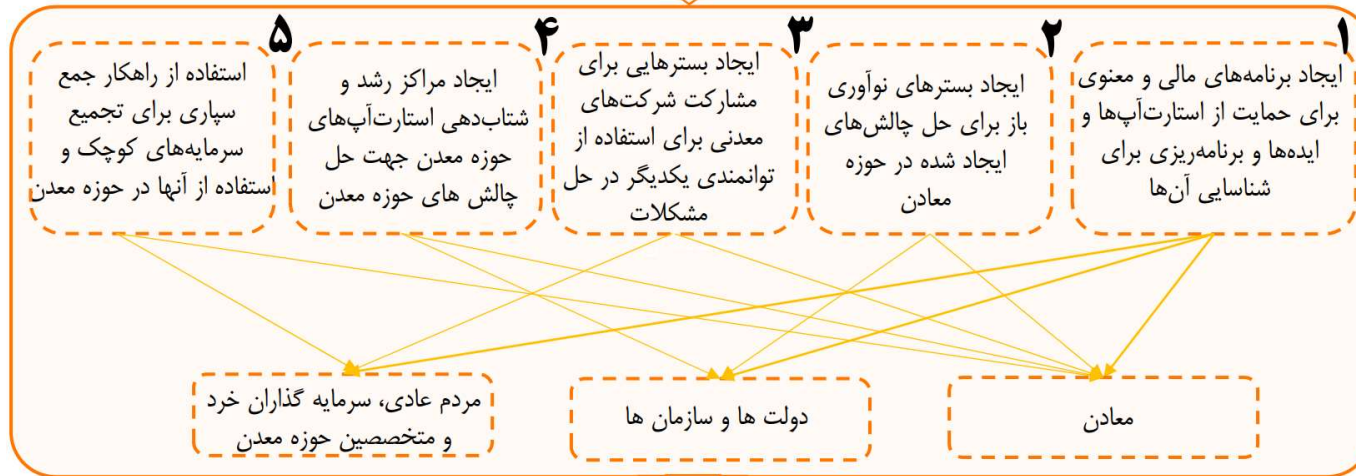 ۱
ایجاد برنامه‌های مالی و معنوی
برای حمایت از استارت‌آپ‌ها و
ایده‌ها و برنامه‌ریزی برای
شناسایی آن‌ها
۲
ایجاد بسترهای نوآوری
باز برای حل چالش‌های
ایجاد شده در حوزه
معادن
۳
ایجاد بسترهایی برای
مشارکت شرکت‌های
معدنی برای استفاده از
توانمندی یکدیگر در حل
مشکلات
۴
ایجاد مراکز رشد و
شتاب‌دهی استارت‌آپ‌های
حوزه معدن جهت حل
چالش های حوزه معدن
۵
استفاده از راهکار جمع
سپاری برای تجمیع
سرمایه‌های کوچک و
استفاده از آنها در حوزه معدن
معادن
دولت ها و سازمان ها
مردم عادی، سرمایه گذاران خرد
و متخصصین حوزه معدن